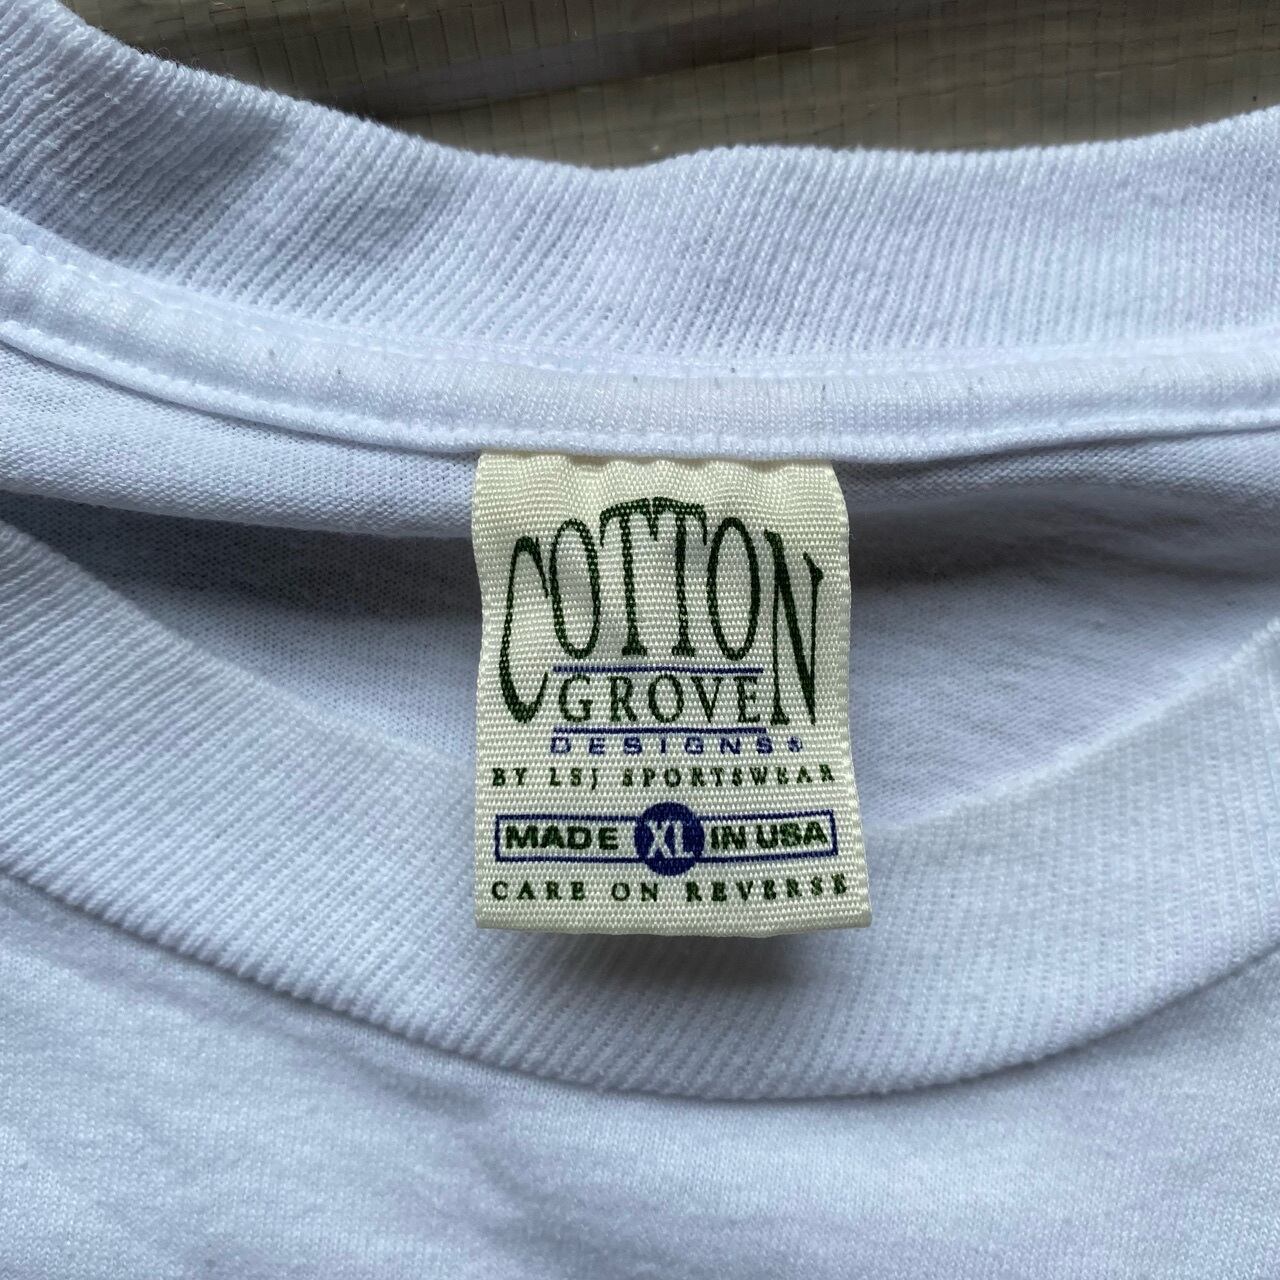 COTTON
GROVE
DESIGNS®
BY LSJ SPORTSWEAR
MADE XL IN USA
CARE ON REVERSE